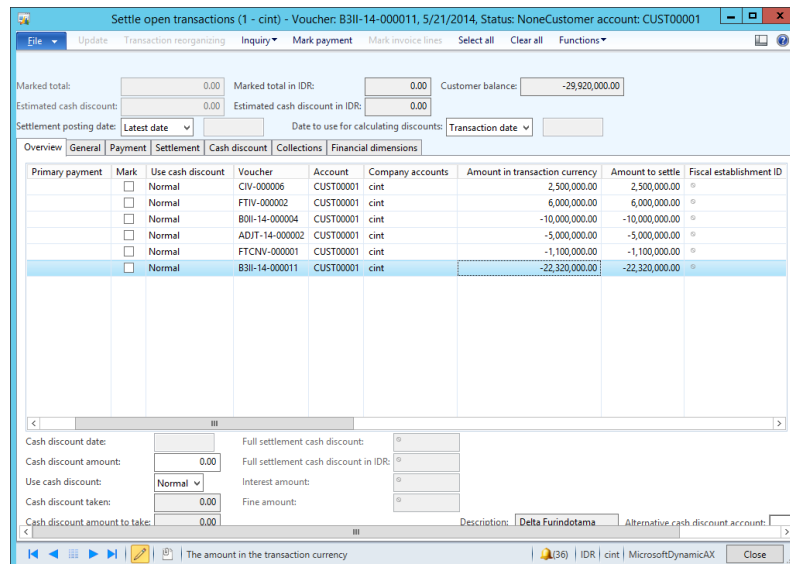 Settle open transactions (1 - cint) - Voucher: B3II-14-000011, 5/21/2014, Status: NoneCustomer account: CUST00001
File Update Transaction reorganizing Inquiry Mark payment Mark invoice lines Select all Clear all Functions
Marked total: 0.00 Marked total in IDR: 0.00 Customer balance: -29,920,000.00
Estimated cash discount: 0.00 Estimated cash discount in IDR: 0.00
Settlement posting date: Latest date Date to use for calculating discounts: Transaction date
Overview General Payment Settlement Cash discount Collections Financial dimensions
Primary payment Mark Use cash discount Voucher Account Company accounts Amount in transaction currency Amount to settle Fiscal establishment ID
Normal CIV-000006 CUST00001 cint 2,500,000.00 2,500,000.00
Normal FTIV-000002 CUST00001 cint 6,000,000.00 6,000,000.00
Normal B0II-14-000004 CUST00001 cint -10,000,000.00 -10,000,000.00
Normal ADJT-14-000002 CUST00001 cint -5,000,000.00 -5,000,000.00
Normal FTCNV-000001 CUST00001 cint -1,100,000.00 -1,100,000.00
Normal B3II-14-000011 CUST00001 cint -22,320,000.00 -22,320,000.00
Cash discount date: Full settlement cash discount:
Cash discount amount: 0.00 Full settlement cash discount in IDR:
Use cash discount: Normal Interest amount:
Cash discount taken: 0.00 Fine amount:
Cash discount amount to take: 0.00 Description: Delta Furindotama Alternative cash discount account:
The amount in the transaction currency (36) IDR cint MicrosoftDynamicAX Close